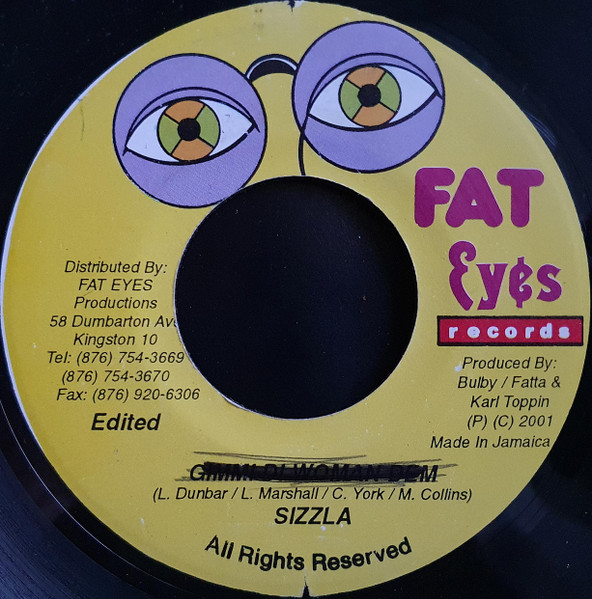 FAT
Eyes
records
Distributed By:
FAT EYES
Productions
58 Dumbarton Ave
Kingston 10
Tel: (876) 754-3669
(876) 754-3670
Fax: (876) 920-6306
Edited
Produced By:
Bulby / Fatta &
Karl Toppin
(P) (C) 2001
Made In Jamaica
GIMMI DI WOMAN DEM
(L. Dunbar / L. Marshall / C. York / M. Collins)
SIZZLA
All Rights Reserved